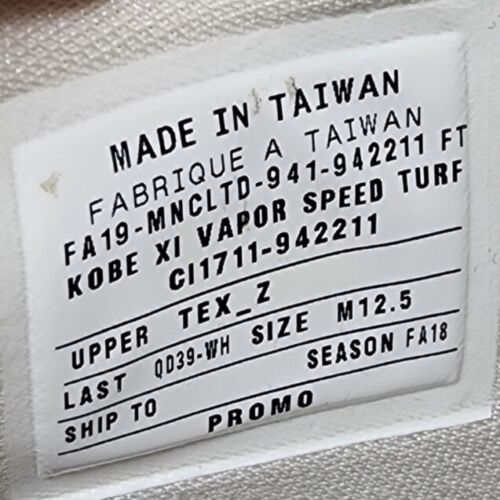 MADE IN TAIWAN
FABRIQUE A TAIWAN
FA19-MNCLTD-941-942211 FT
KOBE XI VAPOR SPEED TURF
CI1711-942211
UPPER TEX_Z
LAST QD39-WH SIZE M12.5
SHIP TO SEASON FA18
PROMO